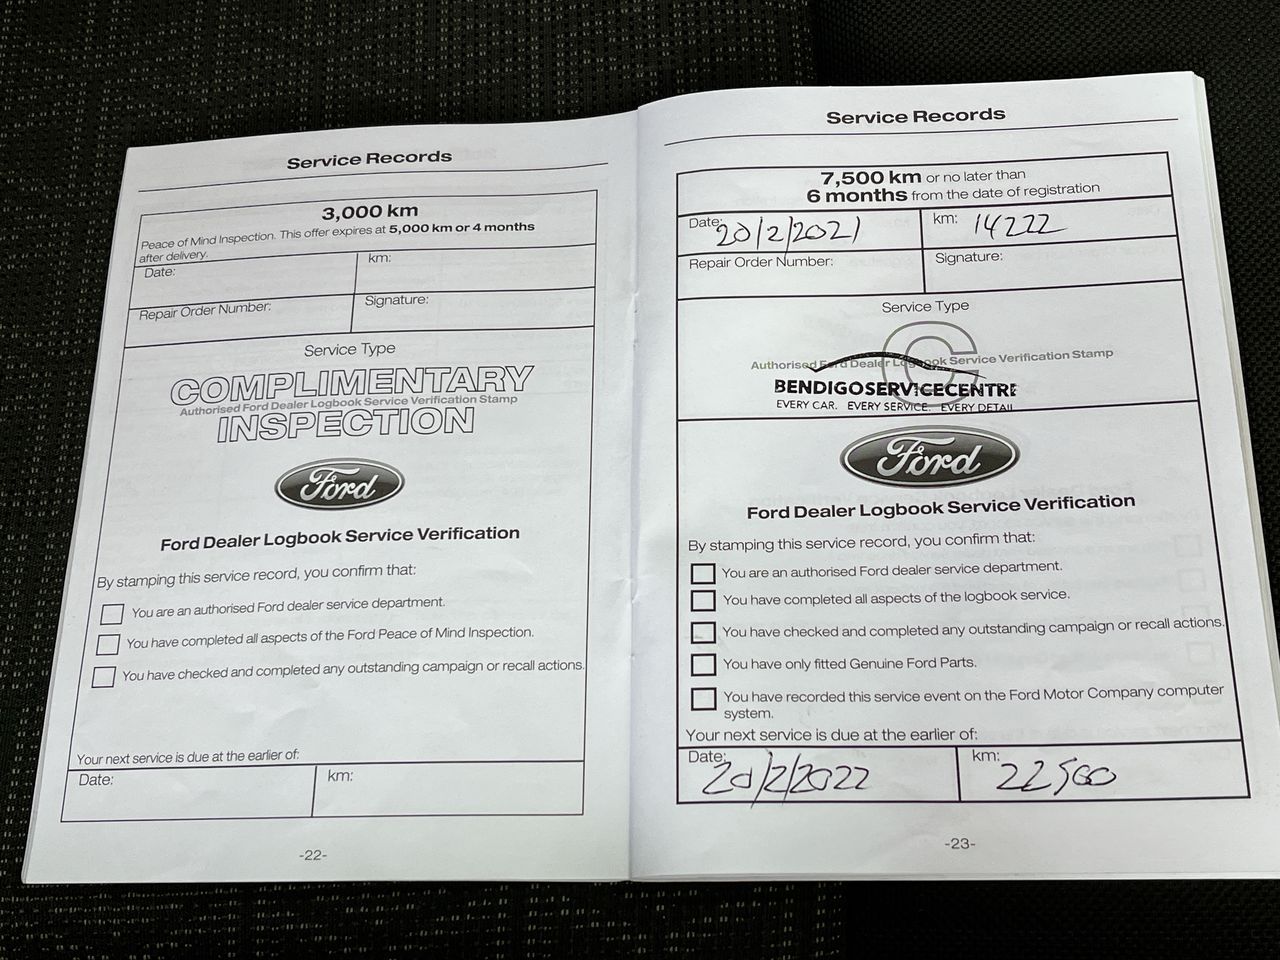 Service Records
3,000 km
Peace of Mind Inspection. This offer expires at 5,000 km or 4 months
after delivery.
Date:
km:
Repair Order Number:
Signature:
Service Type
COMPLIMENTARY
Authorised Ford Dealer Logbook Service Verification Stamp
INSPECTION
Ford
Ford Dealer Logbook Service Verification
By stamping this service record, you confirm that:
You are an authorised Ford dealer service department.
You have completed all aspects of the Ford Peace of Mind Inspection.
You have checked and completed any outstanding campaign or recall actions.
Your next service is due at the earlier of:
Date:
km:
-22-
Service Records
7,500 km or no later than
6 months from the date of registration
Date: 20/2/2021
km: 14222
Repair Order Number:
Signature:
Service Type
Authorised Ford Dealer Logbook Service Verification Stamp
BENDIGOSERVICECENTRE
EVERY CAR. EVERY SERVICE. EVERY DETAIL
Ford
Ford Dealer Logbook Service Verification
By stamping this service record, you confirm that:
You are an authorised Ford dealer service department.
You have completed all aspects of the logbook service.
You have checked and completed any outstanding campaign or recall actions.
You have only fitted Genuine Ford Parts.
You have recorded this service event on the Ford Motor Company computer
system.
Your next service is due at the earlier of:
Date: 20/2/2022
km: 22500
-23-